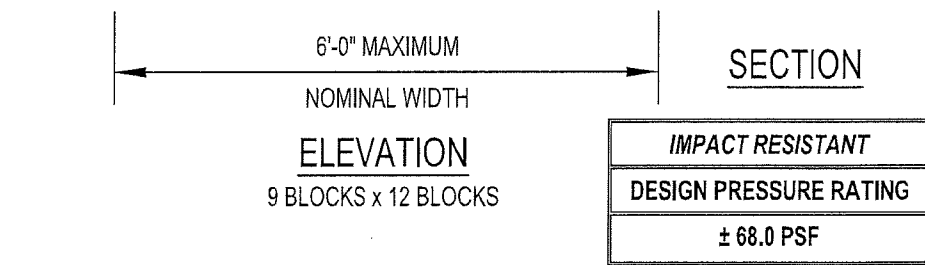 6'-0" MAXIMUM
NOMINAL WIDTH
ELEVATION
9 BLOCKS x 12 BLOCKS
SECTION
IMPACT RESISTANT
DESIGN PRESSURE RATING
± 68.0 PSF